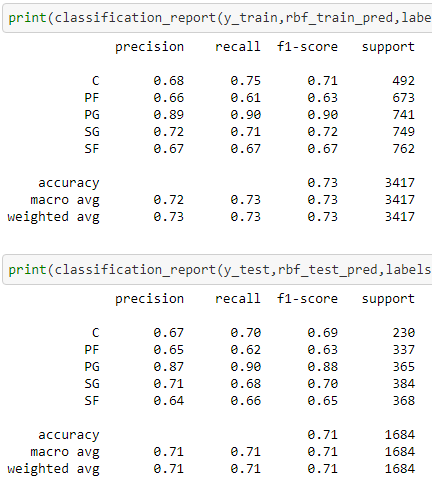 print(classification_report(y_train,rbf_train_pred,labe
precision recall f1-score support
C 0.68 0.75 0.71 492
PF 0.66 0.61 0.63 673
PG 0.89 0.90 0.90 741
SG 0.72 0.71 0.72 749
SF 0.67 0.67 0.67 762
accuracy 0.73 3417
macro avg 0.72 0.73 0.73 3417
weighted avg 0.73 0.73 0.73 3417
print(classification_report(y_test,rbf_test_pred,labels
precision recall f1-score support
C 0.67 0.70 0.69 230
PF 0.65 0.62 0.63 337
PG 0.87 0.90 0.88 365
SG 0.71 0.68 0.70 384
SF 0.64 0.66 0.65 368
accuracy 0.71 1684
macro avg 0.71 0.71 0.71 1684
weighted avg 0.71 0.71 0.71 1684